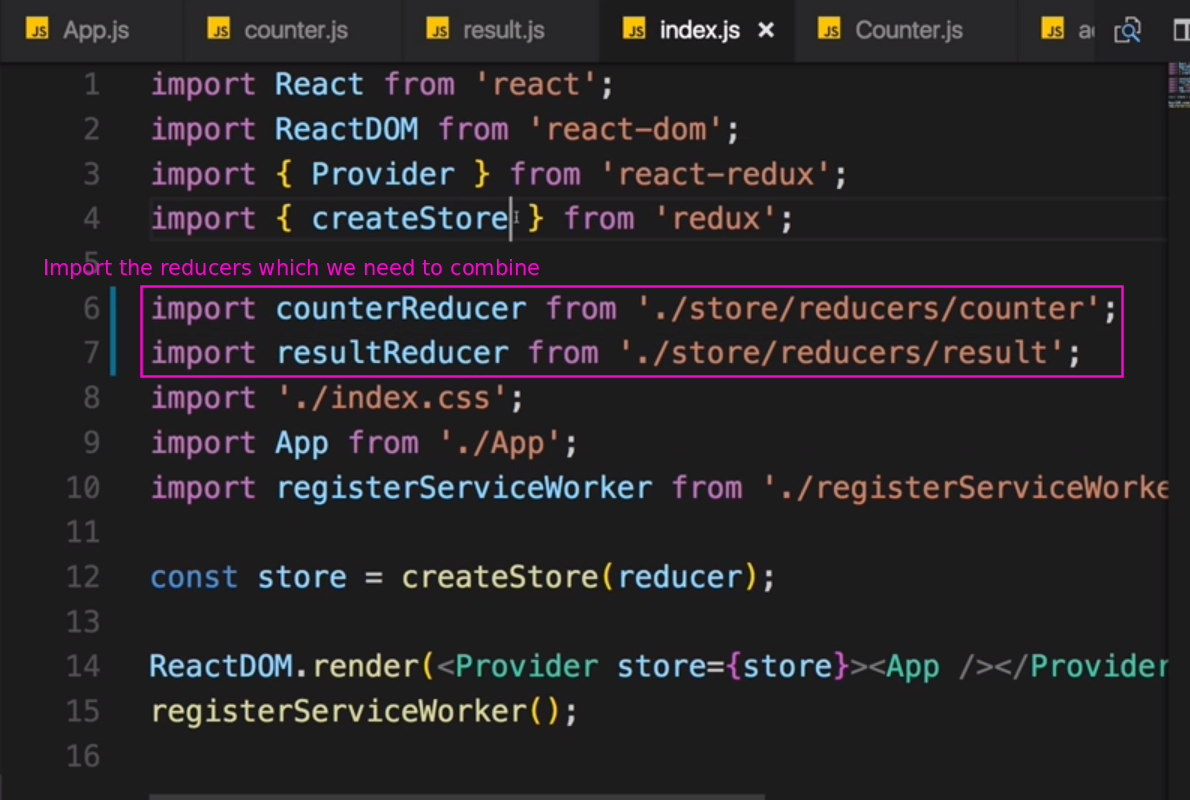 JS App.js JS counter.js JS result.js JS index.js × JS Counter.js JS a
1 import React from 'react';
2 import ReactDOM from 'react-dom';
3 import { Provider } from 'react-redux';
4 import { createStore } from 'redux';
5
Import the reducers which we need to combine
6 import counterReducer from './store/reducers/counter';
7 import resultReducer from './store/reducers/result';
8 import './index.css';
9 import App from './App';
10 import registerServiceWorker from './registerServiceWorke
11
12 const store = createStore(reducer);
13
14 ReactDOM.render(<Provider store={store}><App /></Provider
15 registerServiceWorker();
16